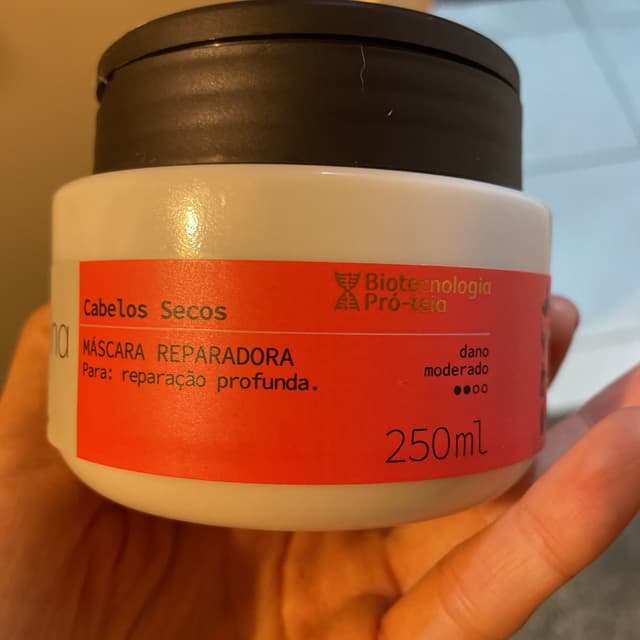 Biotecnologia
Pró-teia
Cabelos Secos
MÁSCARA REPARADORA
Para: reparação profunda.
dano
moderado
250ml